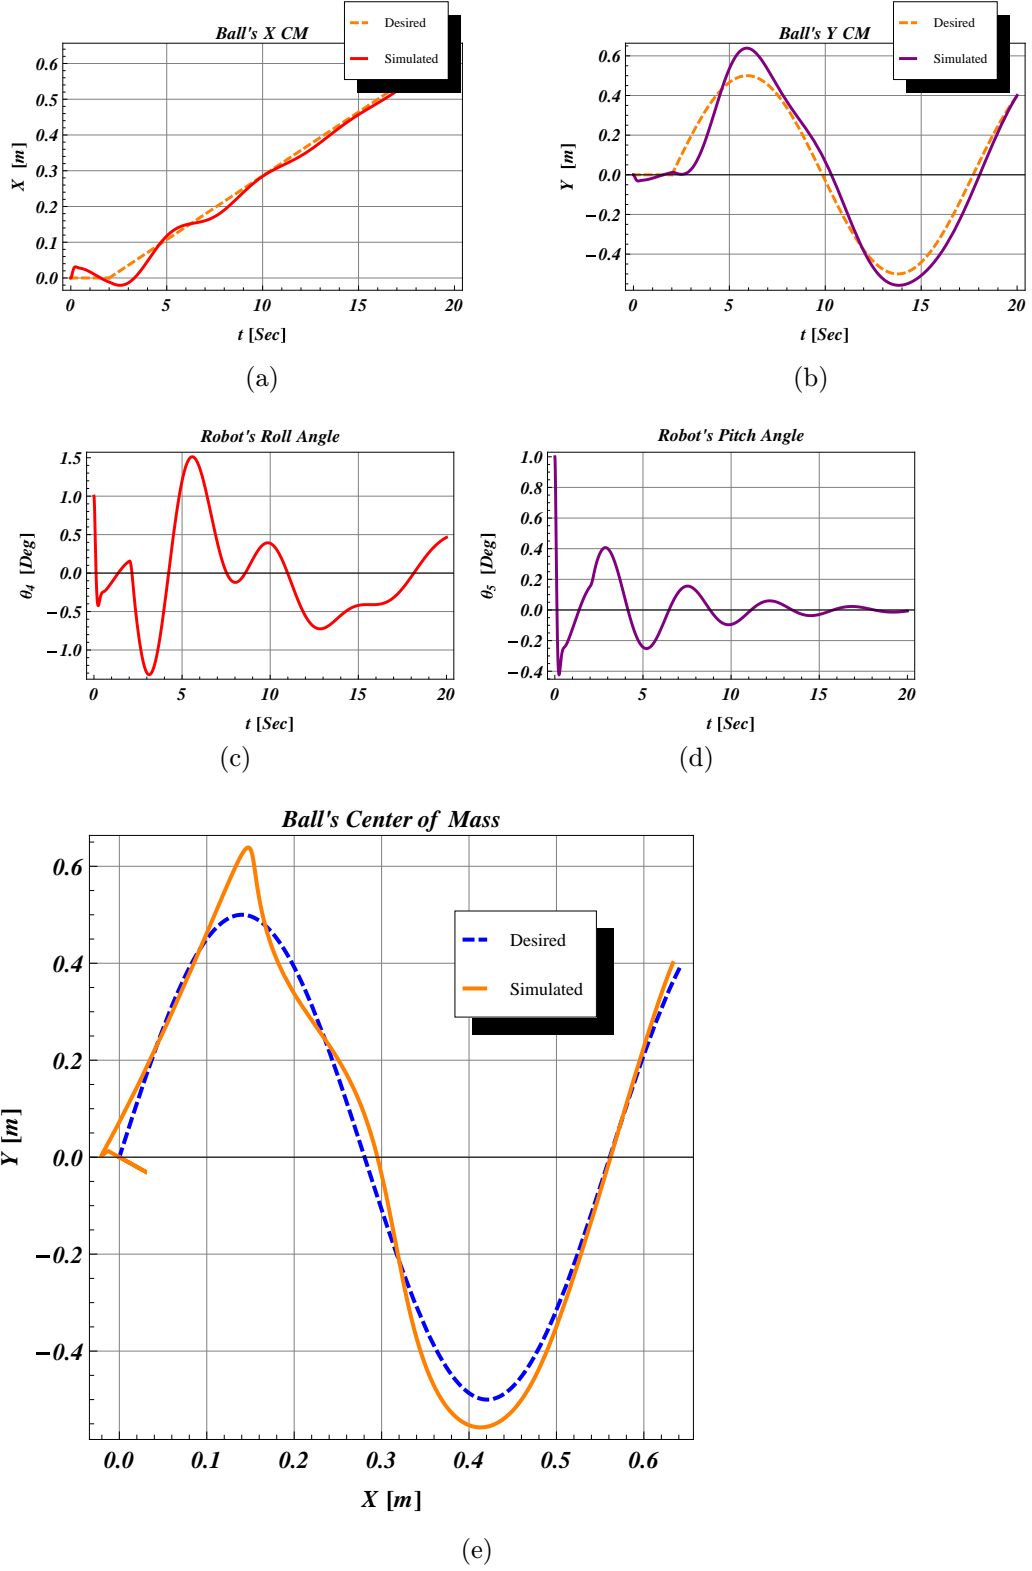 Ball's X CM
Desired
Simulated
0.6
0.5
0.4
0.3
0.2
0.1
0.0
X [m]
0 5 10 15 20
t [Sec]
(a)
Ball's Y CM
Desired
Simulated
0.6
0.4
0.2
0.0
−0.2
−0.4
Y [m]
0 5 10 15 20
t [Sec]
(b)
Robot's Roll Angle
1.5
1.0
0.5
0.0
−0.5
−1.0
θ4 [Deg]
0 5 10 15 20
t [Sec]
(c)
Robot's Pitch Angle
1.0
0.8
0.6
0.4
0.2
0.0
−0.2
−0.4
θ5 [Deg]
0 5 10 15 20
t [Sec]
(d)
Ball's Center of Mass
Desired
Simulated
0.6
0.4
0.2
0.0
−0.2
−0.4
Y [m]
0.0 0.1 0.2 0.3 0.4 0.5 0.6
X [m]
(e)